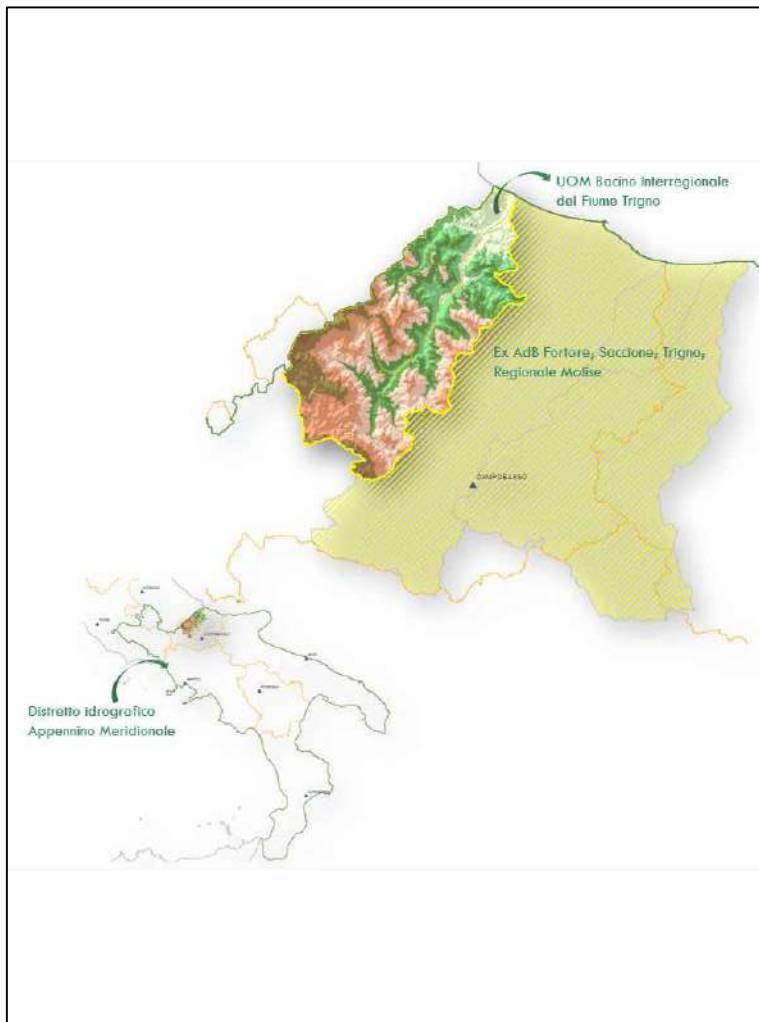 UOM Bacino Interregionale
del Fiume Trigno
Ex AdB Fortore, Saccione, Trigno,
Regionale Molise
CAMPOBASSO
Distretto idrografico
Appennino Meridionale